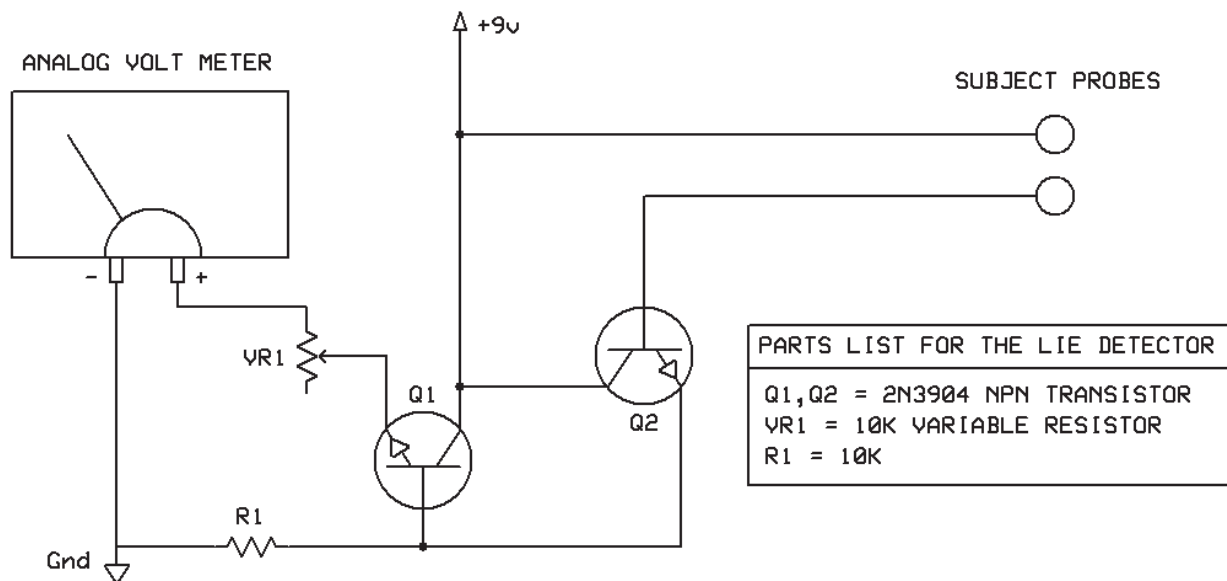 +9v
ANALOG VOLT METER
SUBJECT PROBES
- +
VR1
Q1
Q2
PARTS LIST FOR THE LIE DETECTOR
Q1,Q2 = 2N3904 NPN TRANSISTOR
VR1 = 10K VARIABLE RESISTOR
R1 = 10K
R1
Gnd